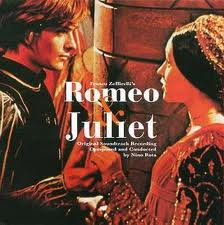 Franco Zeffirelli's
Romeo
&
Juliet
Original Soundtrack Recording
Composed and Conducted
by Nino Rota